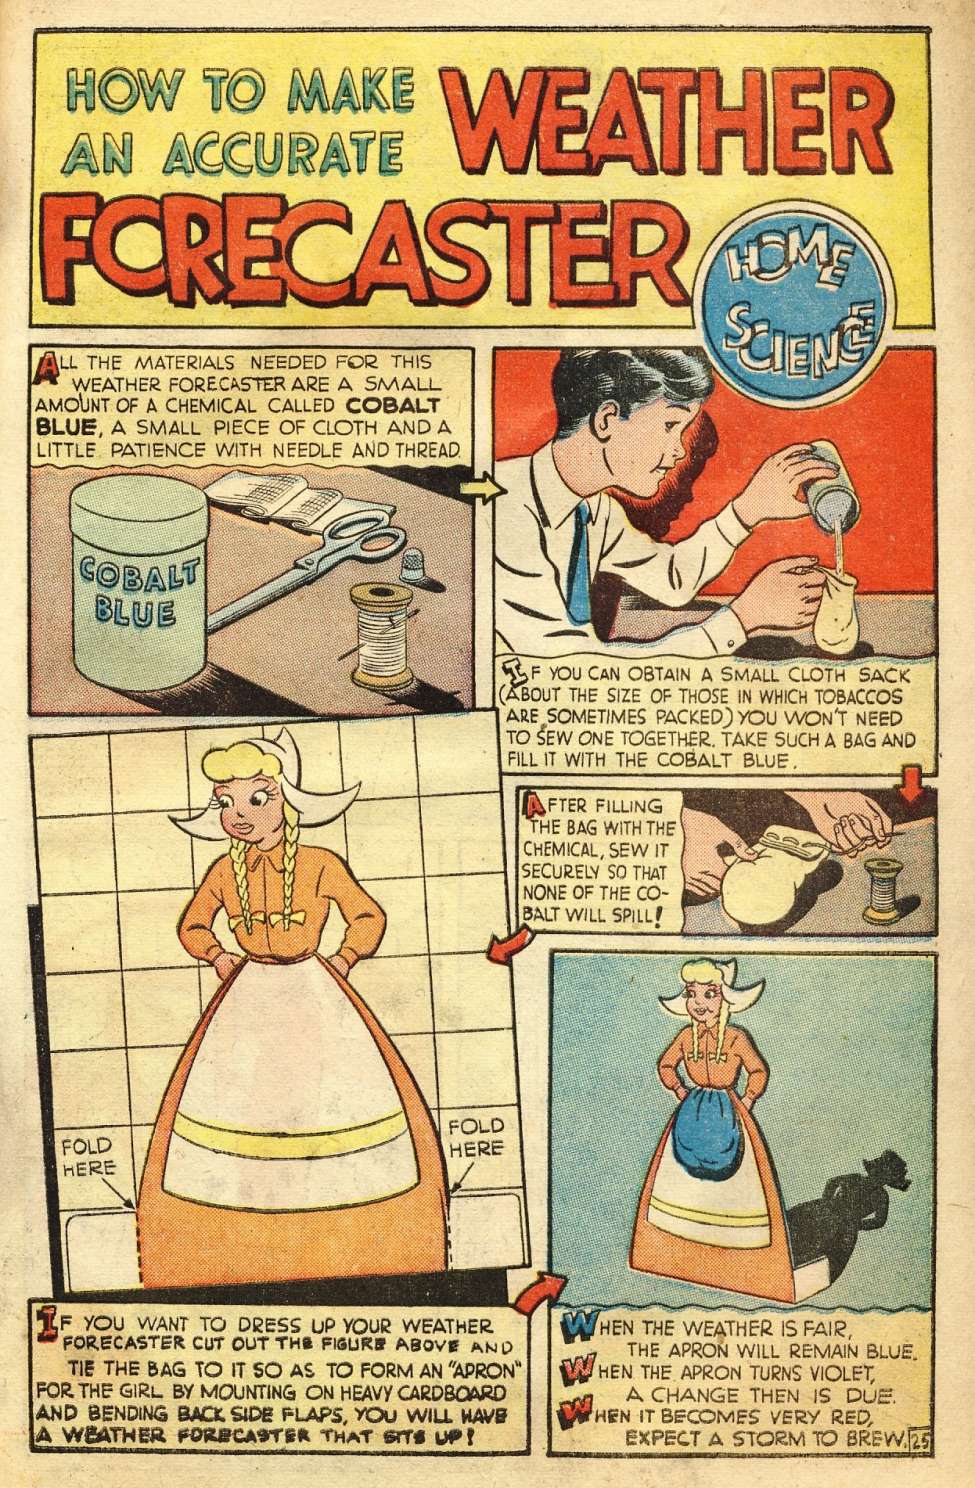 HOW TO MAKE
AN ACCURATE
WEATHER
FORECASTER
HOME
SCIENCE
ALL THE MATERIALS NEEDED FOR THIS
WEATHER FORECASTER ARE A SMALL
AMOUNT OF A CHEMICAL CALLED COBALT
BLUE, A SMALL PIECE OF CLOTH AND A
LITTLE PATIENCE WITH NEEDLE AND THREAD.
COBALT
BLUE
IF YOU CAN OBTAIN A SMALL CLOTH SACK
(ABOUT THE SIZE OF THOSE IN WHICH TOBACCOS
ARE SOMETIMES PACKED) YOU WON'T NEED
TO SEW ONE TOGETHER. TAKE SUCH A BAG AND
FILL IT WITH THE COBALT BLUE.
AFTER FILLING
THE BAG WITH THE
CHEMICAL, SEW IT
SECURELY SO THAT
NONE OF THE CO-
BALT WILL SPILL!
FOLD
HERE
FOLD
HERE
IF YOU WANT TO DRESS UP YOUR WEATHER
FORECASTER CUT OUT THE FIGURE ABOVE AND
TIE THE BAG TO IT SO AS TO FORM AN "APRON"
FOR THE GIRL BY MOUNTING ON HEAVY CARDBOARD
AND BENDING BACK SIDE FLAPS, YOU WILL HAVE
A WEATHER FORECASTER THAT SITS UP!
WHEN THE WEATHER IS FAIR,
THE APRON WILL REMAIN BLUE.
WHEN THE APRON TURNS VIOLET,
A CHANGE THEN IS DUE.
WHEN IT BECOMES VERY RED,
EXPECT A STORM TO BREW.
25